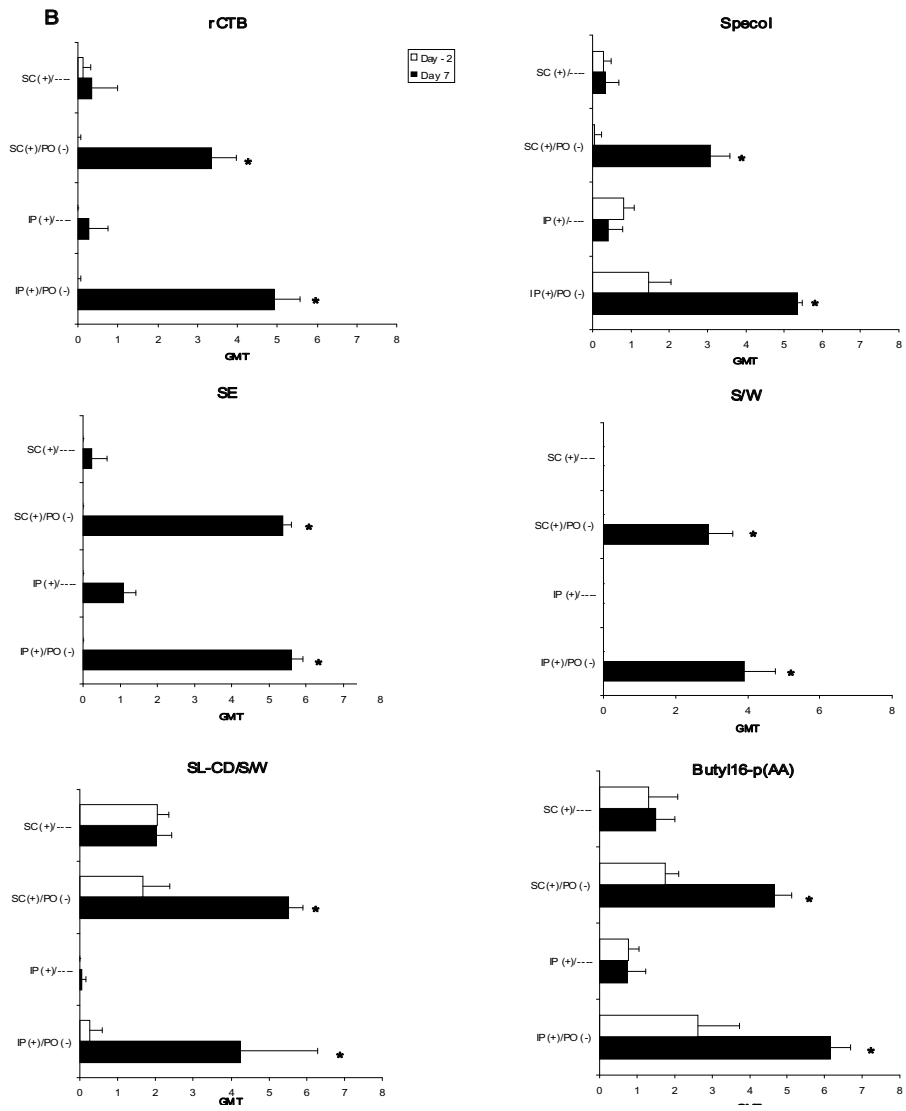 B
rCTB
Day - 2
Day 7
SC (+)/----
SC(+)/PO(-)
IP (+)/----
IP(+)/PO(-)
0 1 2 3 4 5 6 7 8
GMT
Specol
SC (+)/----
SC(+)/PO(-)
IP(+)/----
IP(+)/PO(-)
0 1 2 3 4 5 6 7 8
GMT
SE
SC (+)/----
SC(+)/PO (-)
IP (+)/----
IP(+)/PO(-)
0 1 2 3 4 5 6 7 8
GMT
S/W
SC (+)/----
SC(+)/PO(-)
IP (+)/----
IP(+)/PO(-)
0 2 4 6 8
GMT
SL-CD/S/W
SC (+)/----
SC(+)/PO(-)
IP (+)/----
IP(+)/PO(-)
0 1 2 3 4 5 6 7 8
GMT
Butyl16-p(AA)
SC (+)/----
SC(+)/PO(-)
IP (+)/----
IP(+)/PO(-)
0 1 2 3 4 5 6 7 8
GMT